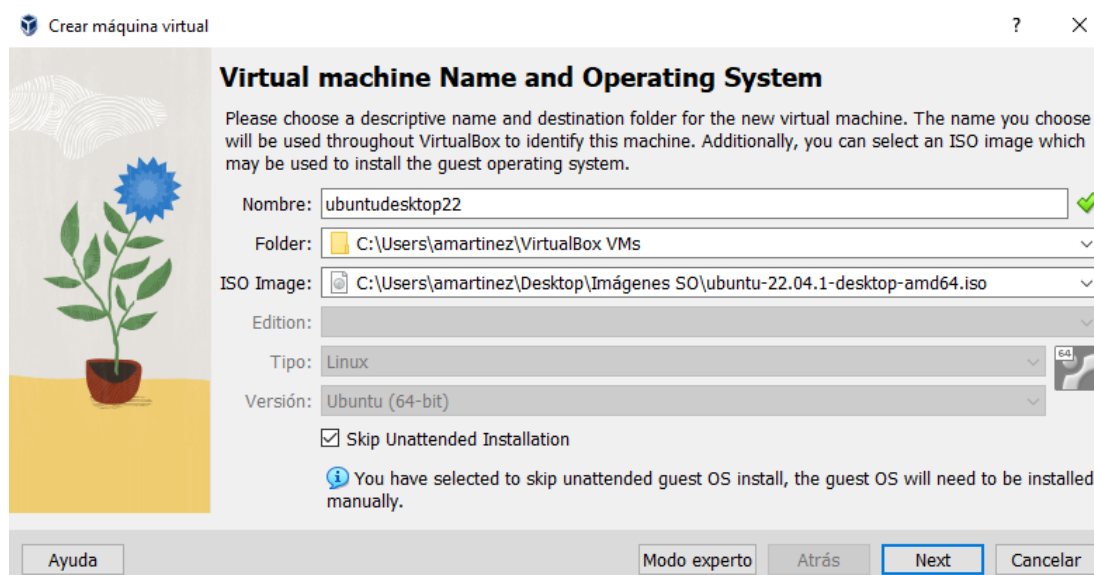 Crear máquina virtual
?
Virtual machine Name and Operating System
Please choose a descriptive name and destination folder for the new virtual machine. The name you choose
will be used throughout VirtualBox to identify this machine. Additionally, you can select an ISO image which
may be used to install the guest operating system.
Nombre: ubuntudesktop22
Folder: C:\Users\amartinez\VirtualBox VMs
ISO Image: C:\Users\amartinez\Desktop\Imágenes SO\ubuntu-22.04.1-desktop-amd64.iso
Edition:
Tipo: Linux
64
Versión: Ubuntu (64-bit)
Skip Unattended Installation
You have selected to skip unattended guest OS install, the guest OS will need to be installed
manually.
Ayuda Modo experto Atrás Next Cancelar